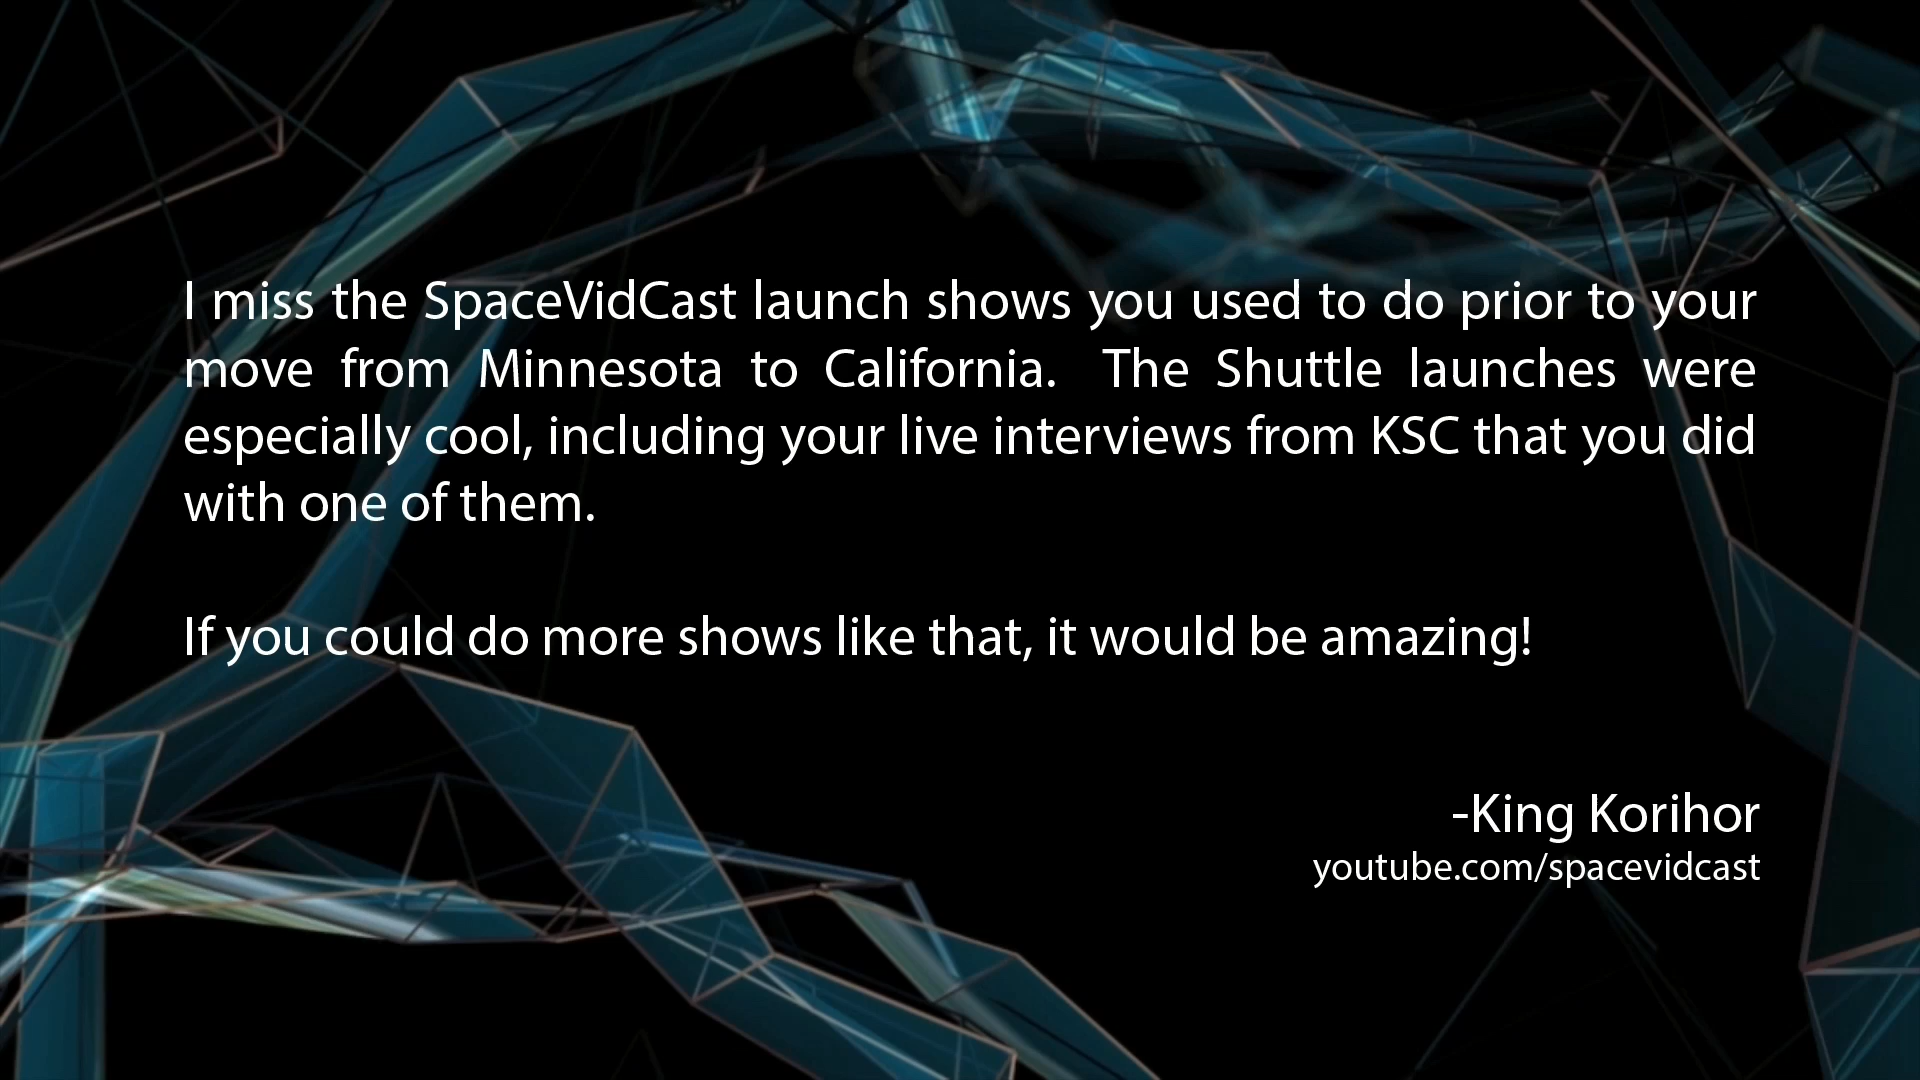 I miss the SpaceVidCast launch shows you used to do prior to your
move from Minnesota to California.  The Shuttle launches were
especially cool, including your live interviews from KSC that you did
with one of them.
If you could do more shows like that, it would be amazing!
-King Korihor
youtube.com/spacevidcast